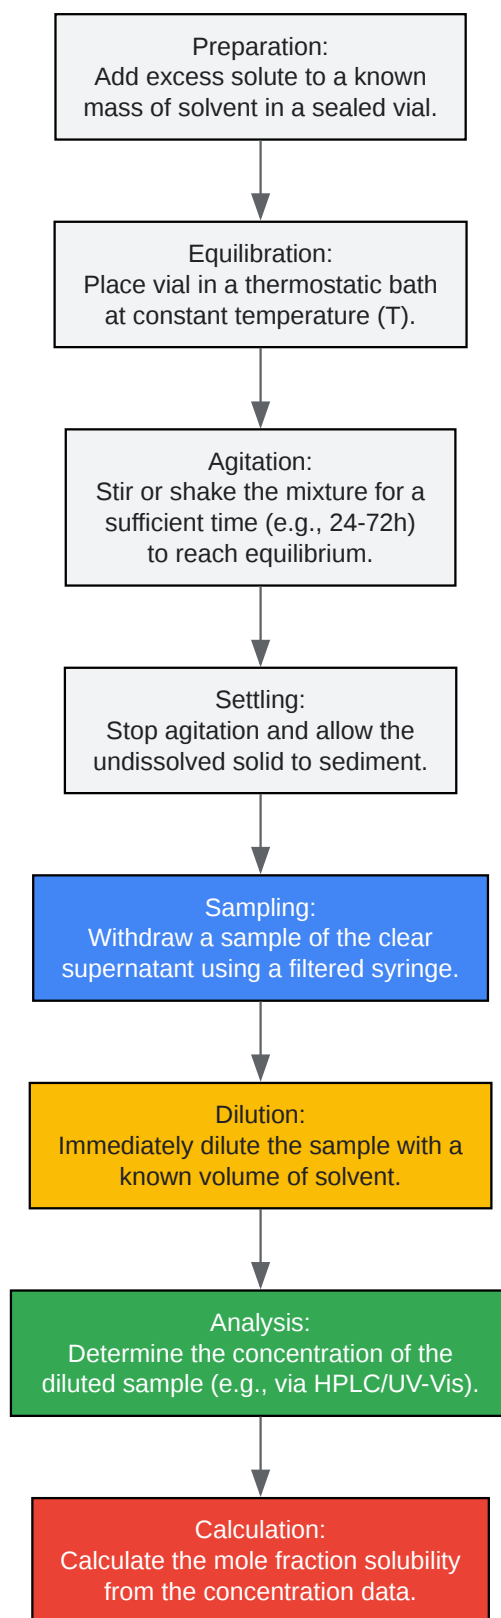 Preparation:
Add excess solute to a known
mass of solvent in a sealed vial.
Equilibration:
Place vial in a thermostatic bath
at constant temperature (T).
Agitation:
Stir or shake the mixture for a
sufficient time (e.g., 24-72h)
to reach equilibrium.
Settling:
Stop agitation and allow the
undissolved solid to sediment.
Sampling:
Withdraw a sample of the clear
supernatant using a filtered syringe.
Dilution:
Immediately dilute the sample with a
known volume of solvent.
Analysis:
Determine the concentration of the
diluted sample (e.g., via HPLC/UV-Vis).
Calculation:
Calculate the mole fraction solubility
from the concentration data.